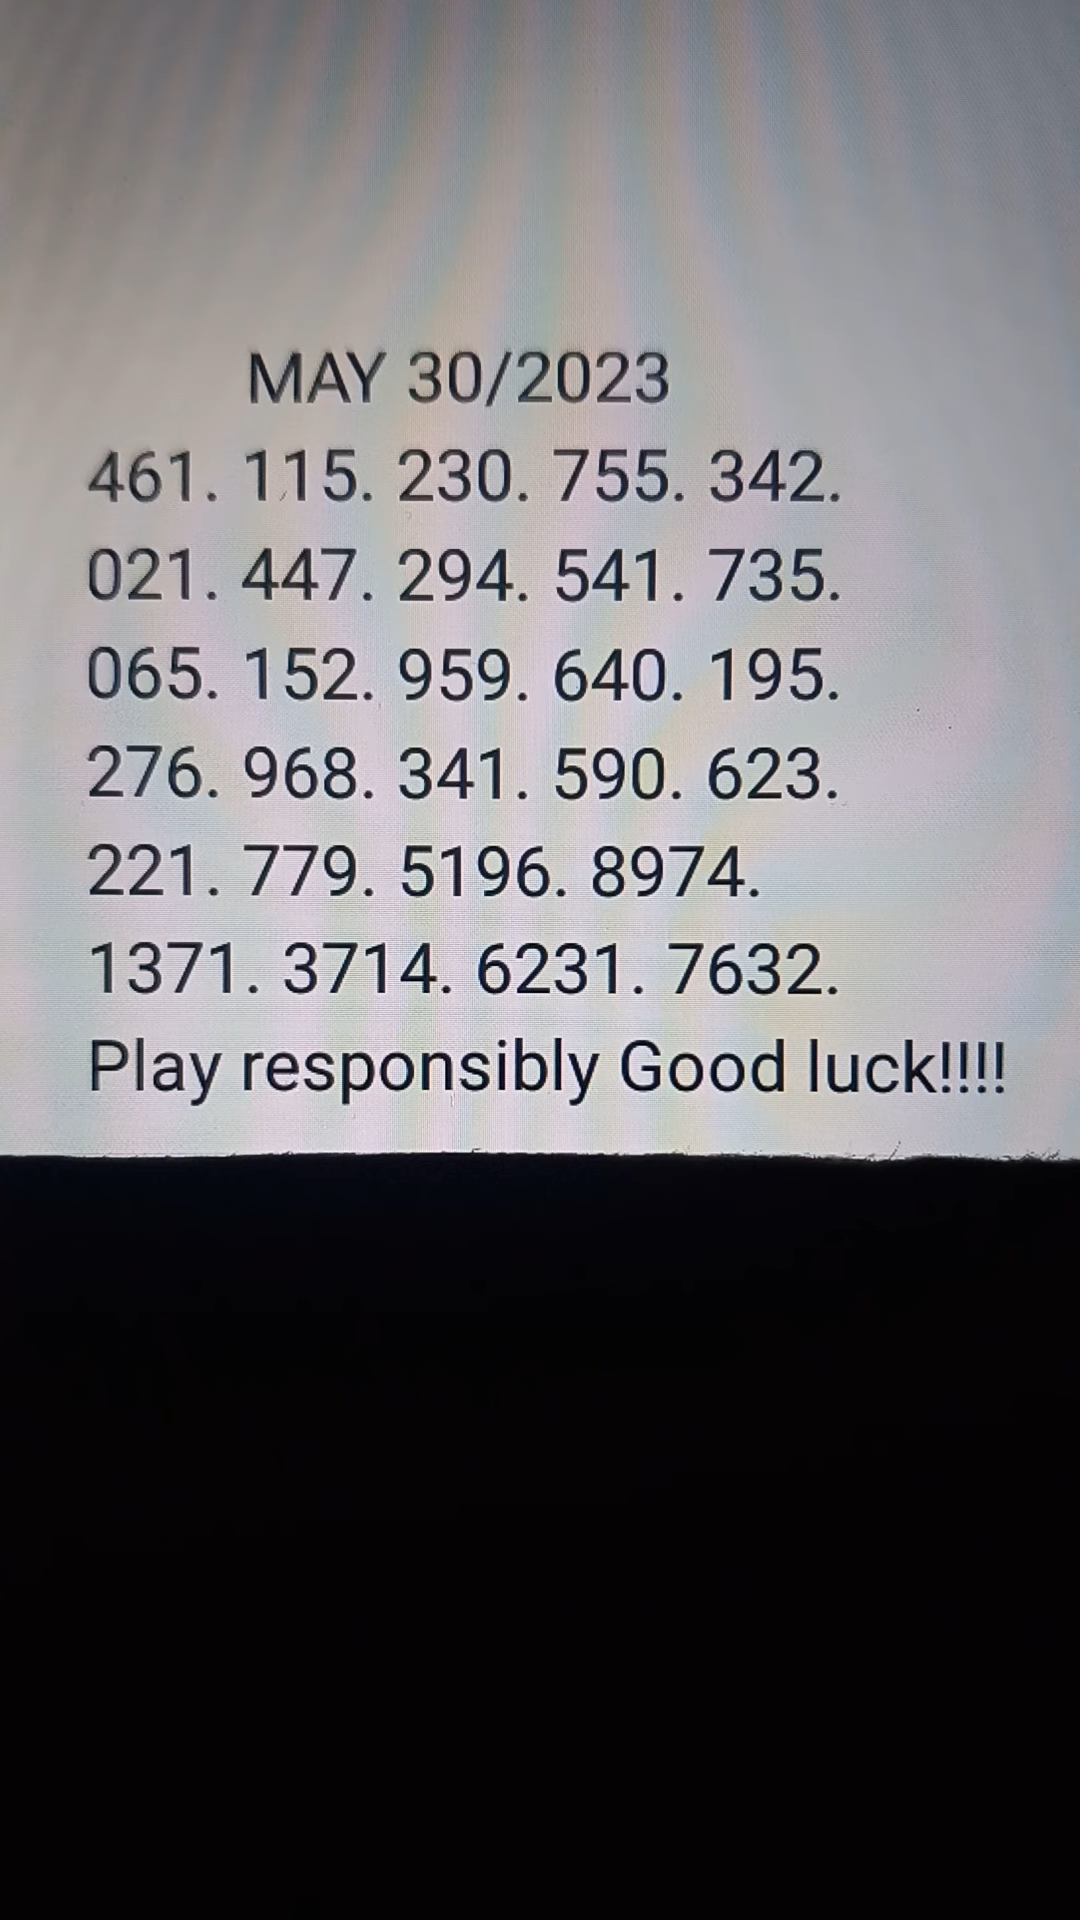 MAY 30/2023
461. 115. 230. 755. 342.
021. 447. 294. 541. 735.
065. 152. 959. 640. 195.
276. 968. 341. 590. 623.
221. 779. 5196. 8974.
1371. 3714. 6231. 7632.
Play responsibly Good luck!!!!